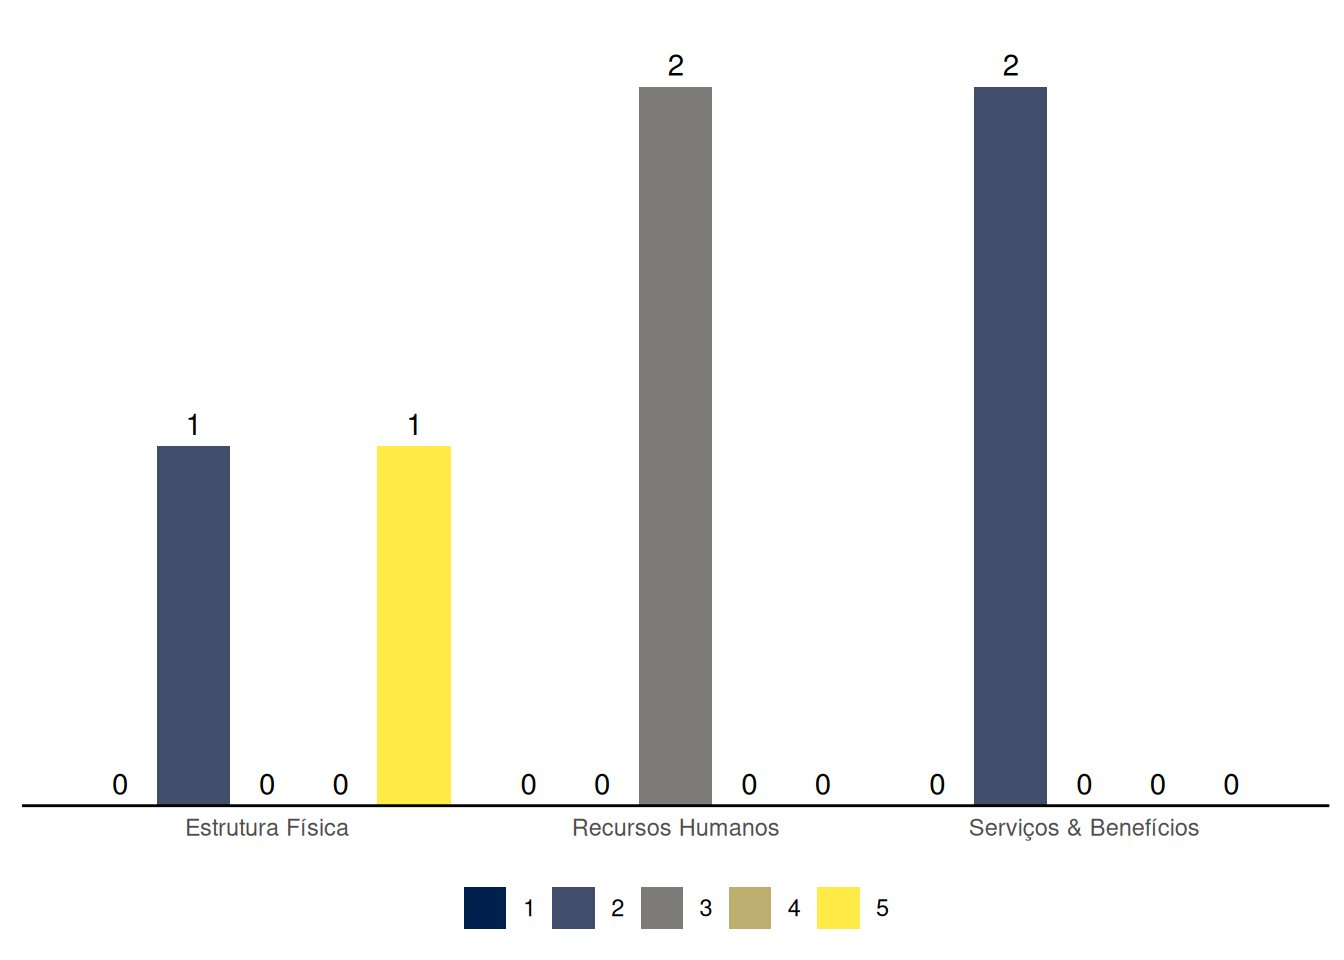 2 2
1 1
0 0 0 0 0 0 0 0 0 0 0
Estrutura Física Recursos Humanos Serviços & Benefícios
1 2 3 4 5